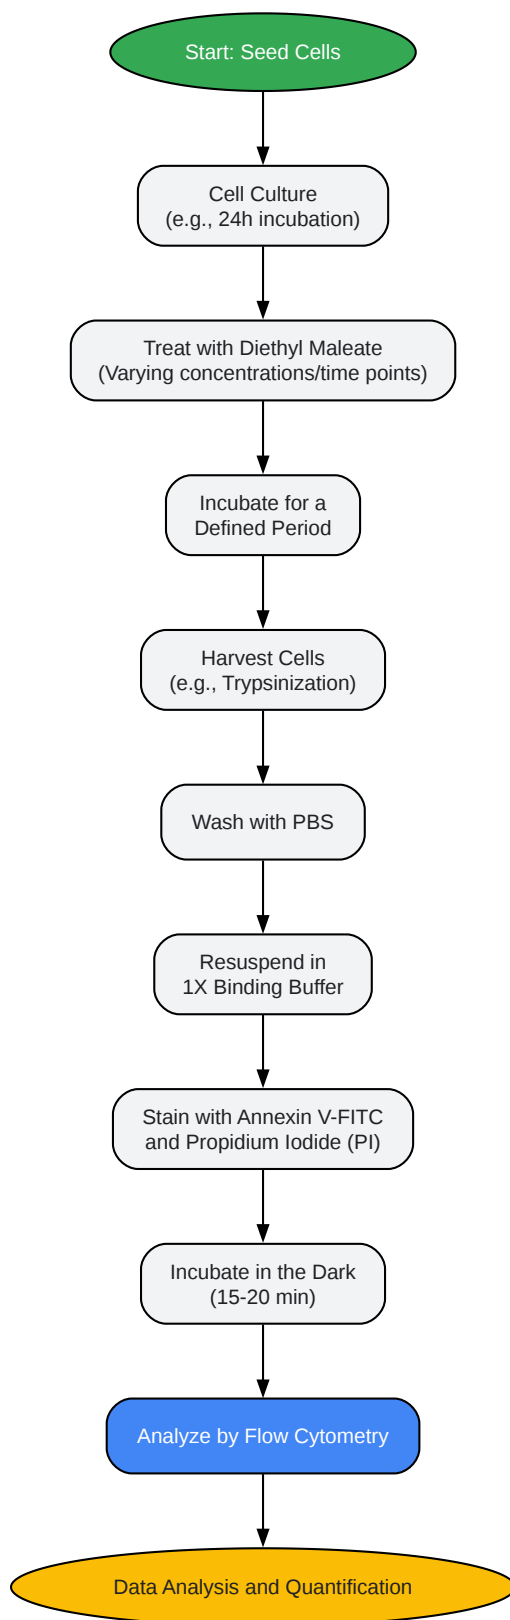 Start: Seed Cells
Cell Culture
(e.g., 24h incubation)
Treat with Diethyl Maleate
(Varying concentrations/time points)
Incubate for a
Defined Period
Harvest Cells
(e.g., Trypsinization)
Wash with PBS
Resuspend in
1X Binding Buffer
Stain with Annexin V-FITC
and Propidium Iodide (PI)
Incubate in the Dark
(15-20 min)
Analyze by Flow Cytometry
Data Analysis and Quantification